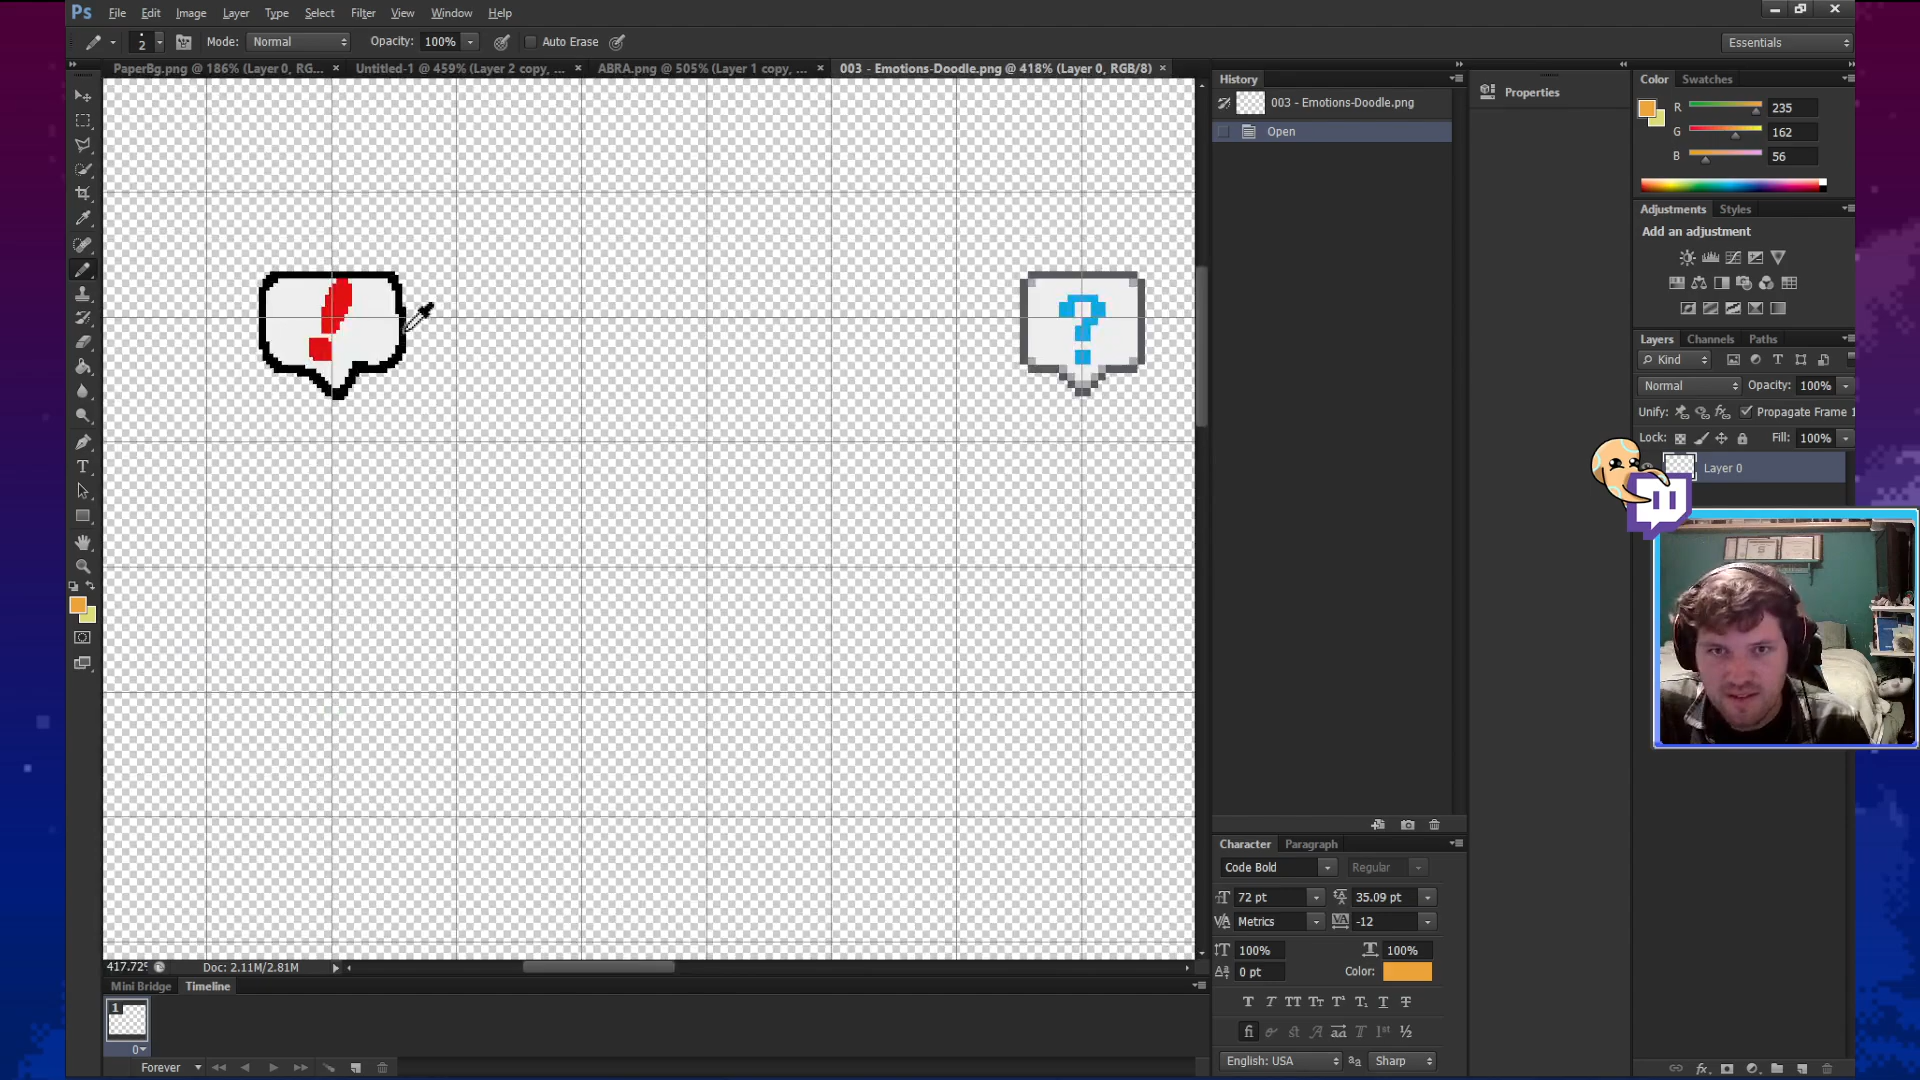 Ps File Edit Image Layer Type Select Filter View Window Help
2 Mode: Normal Opacity: 100% Auto Erase Essentials
PaperBg.png @ 186% (Layer 0, RG... × Untitled-1 @ 459% (Layer 2 copy, ... × ABRA.png @ 505% (Layer 1 copy, ... × 003 - Emotions-Doodle.png @ 418% (Layer 0, RGB/8) ×
History
003 - Emotions-Doodle.png
Open
Properties
Color Swatches
R 235
G 162
B 56
Adjustments Styles
Add an adjustment
Layers Channels Paths
Kind
Normal Opacity: 100%
Unify: Propagate Frame 1
Lock: Fill: 100%
Layer 0
!
?
Character Paragraph
Code Bold Regular
72 pt 35.09 pt
Metrics -12
100% 100%
0 pt Color:
English: USA aa Sharp
Doc: 2.11M/2.81M
Mini Bridge Timeline
1
0
Forever